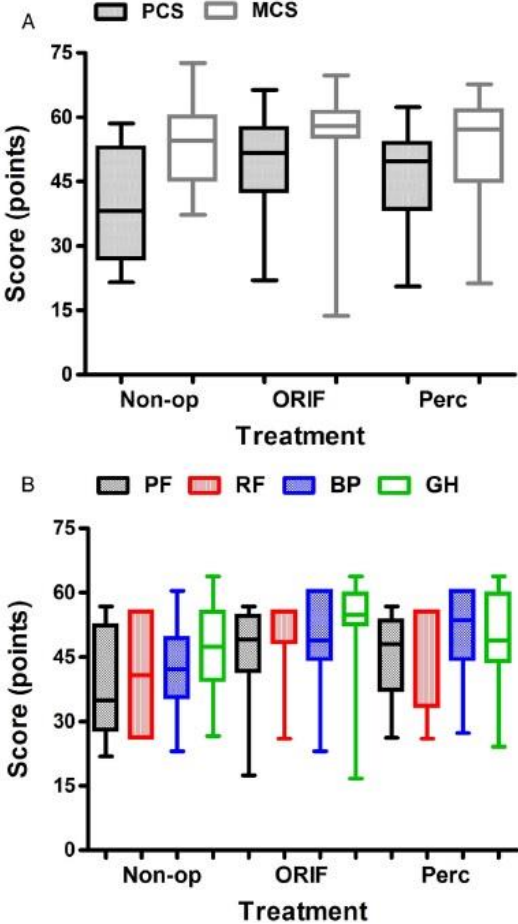 A
PCS MCS
75
60
45
30
15
0
Score (points)
Non-op ORIF Perc
Treatment
B
PF RF BP GH
75
60
45
30
15
0
Score (points)
Non-op ORIF Perc
Treatment